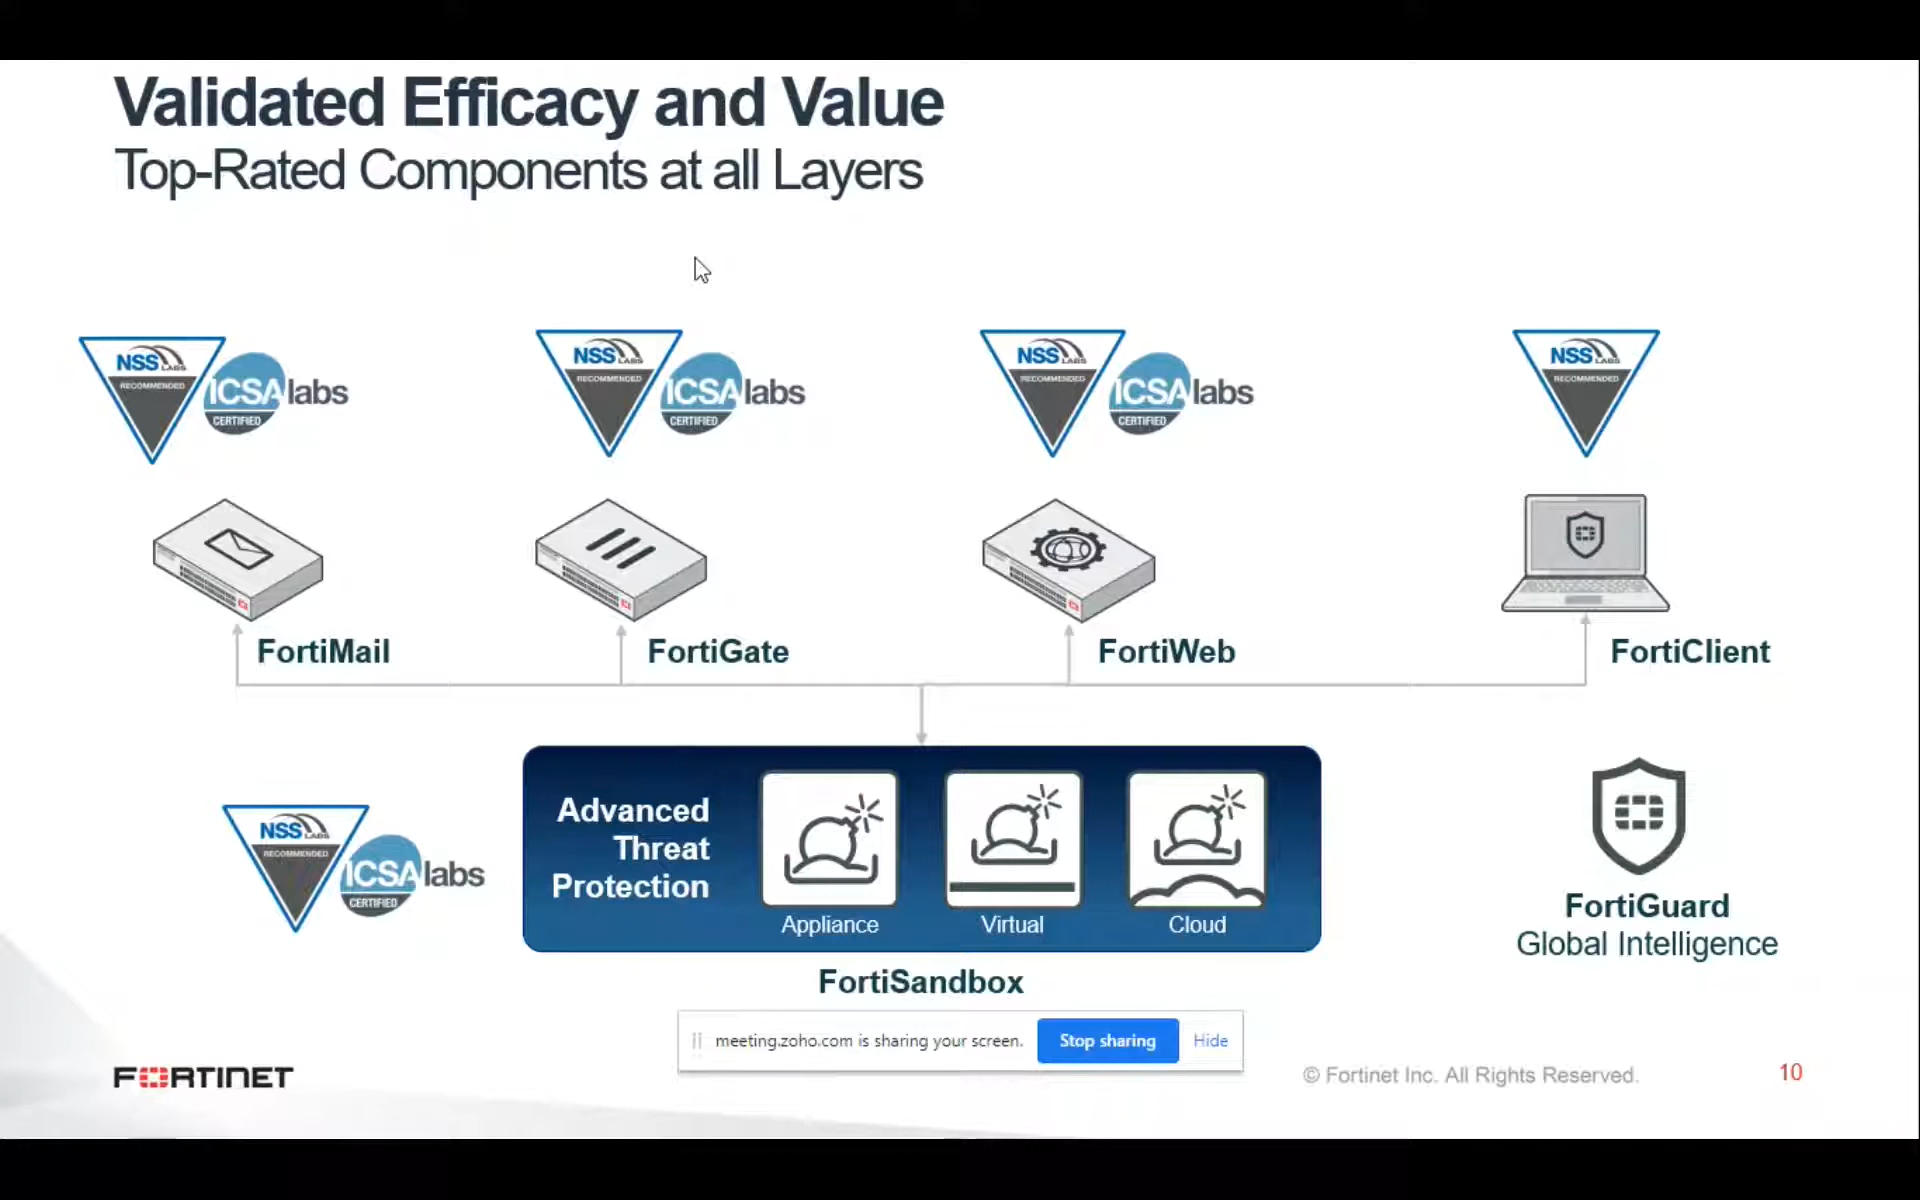 Validated Efficacy and Value
Top-Rated Components at all Layers
NSS LABS
RECOMMENDED
ICSA labs
CERTIFIED
NSS LABS
RECOMMENDED
ICSA labs
CERTIFIED
NSS LABS
RECOMMENDED
ICSA labs
CERTIFIED
NSS LABS
RECOMMENDED
FortiMail
FortiGate
FortiWeb
FortiClient
NSS LABS
RECOMMENDED
ICSA labs
CERTIFIED
Advanced
Threat
Protection
Appliance
Virtual
Cloud
FortiSandbox
FortiGuard
Global Intelligence
meeting.zoho.com is sharing your screen.
Stop sharing
Hide
FORTINET
© Fortinet Inc. All Rights Reserved.
10